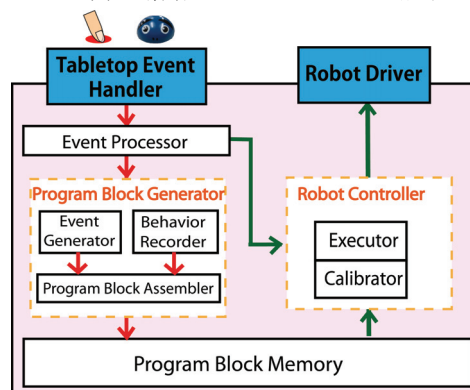 Tabletop Event
Handler
Robot Driver
Event Processor
Program Block Generator
Event
Generator
Behavior
Recorder
Program Block Assembler
Robot Controller
Executor
Calibrator
Program Block Memory